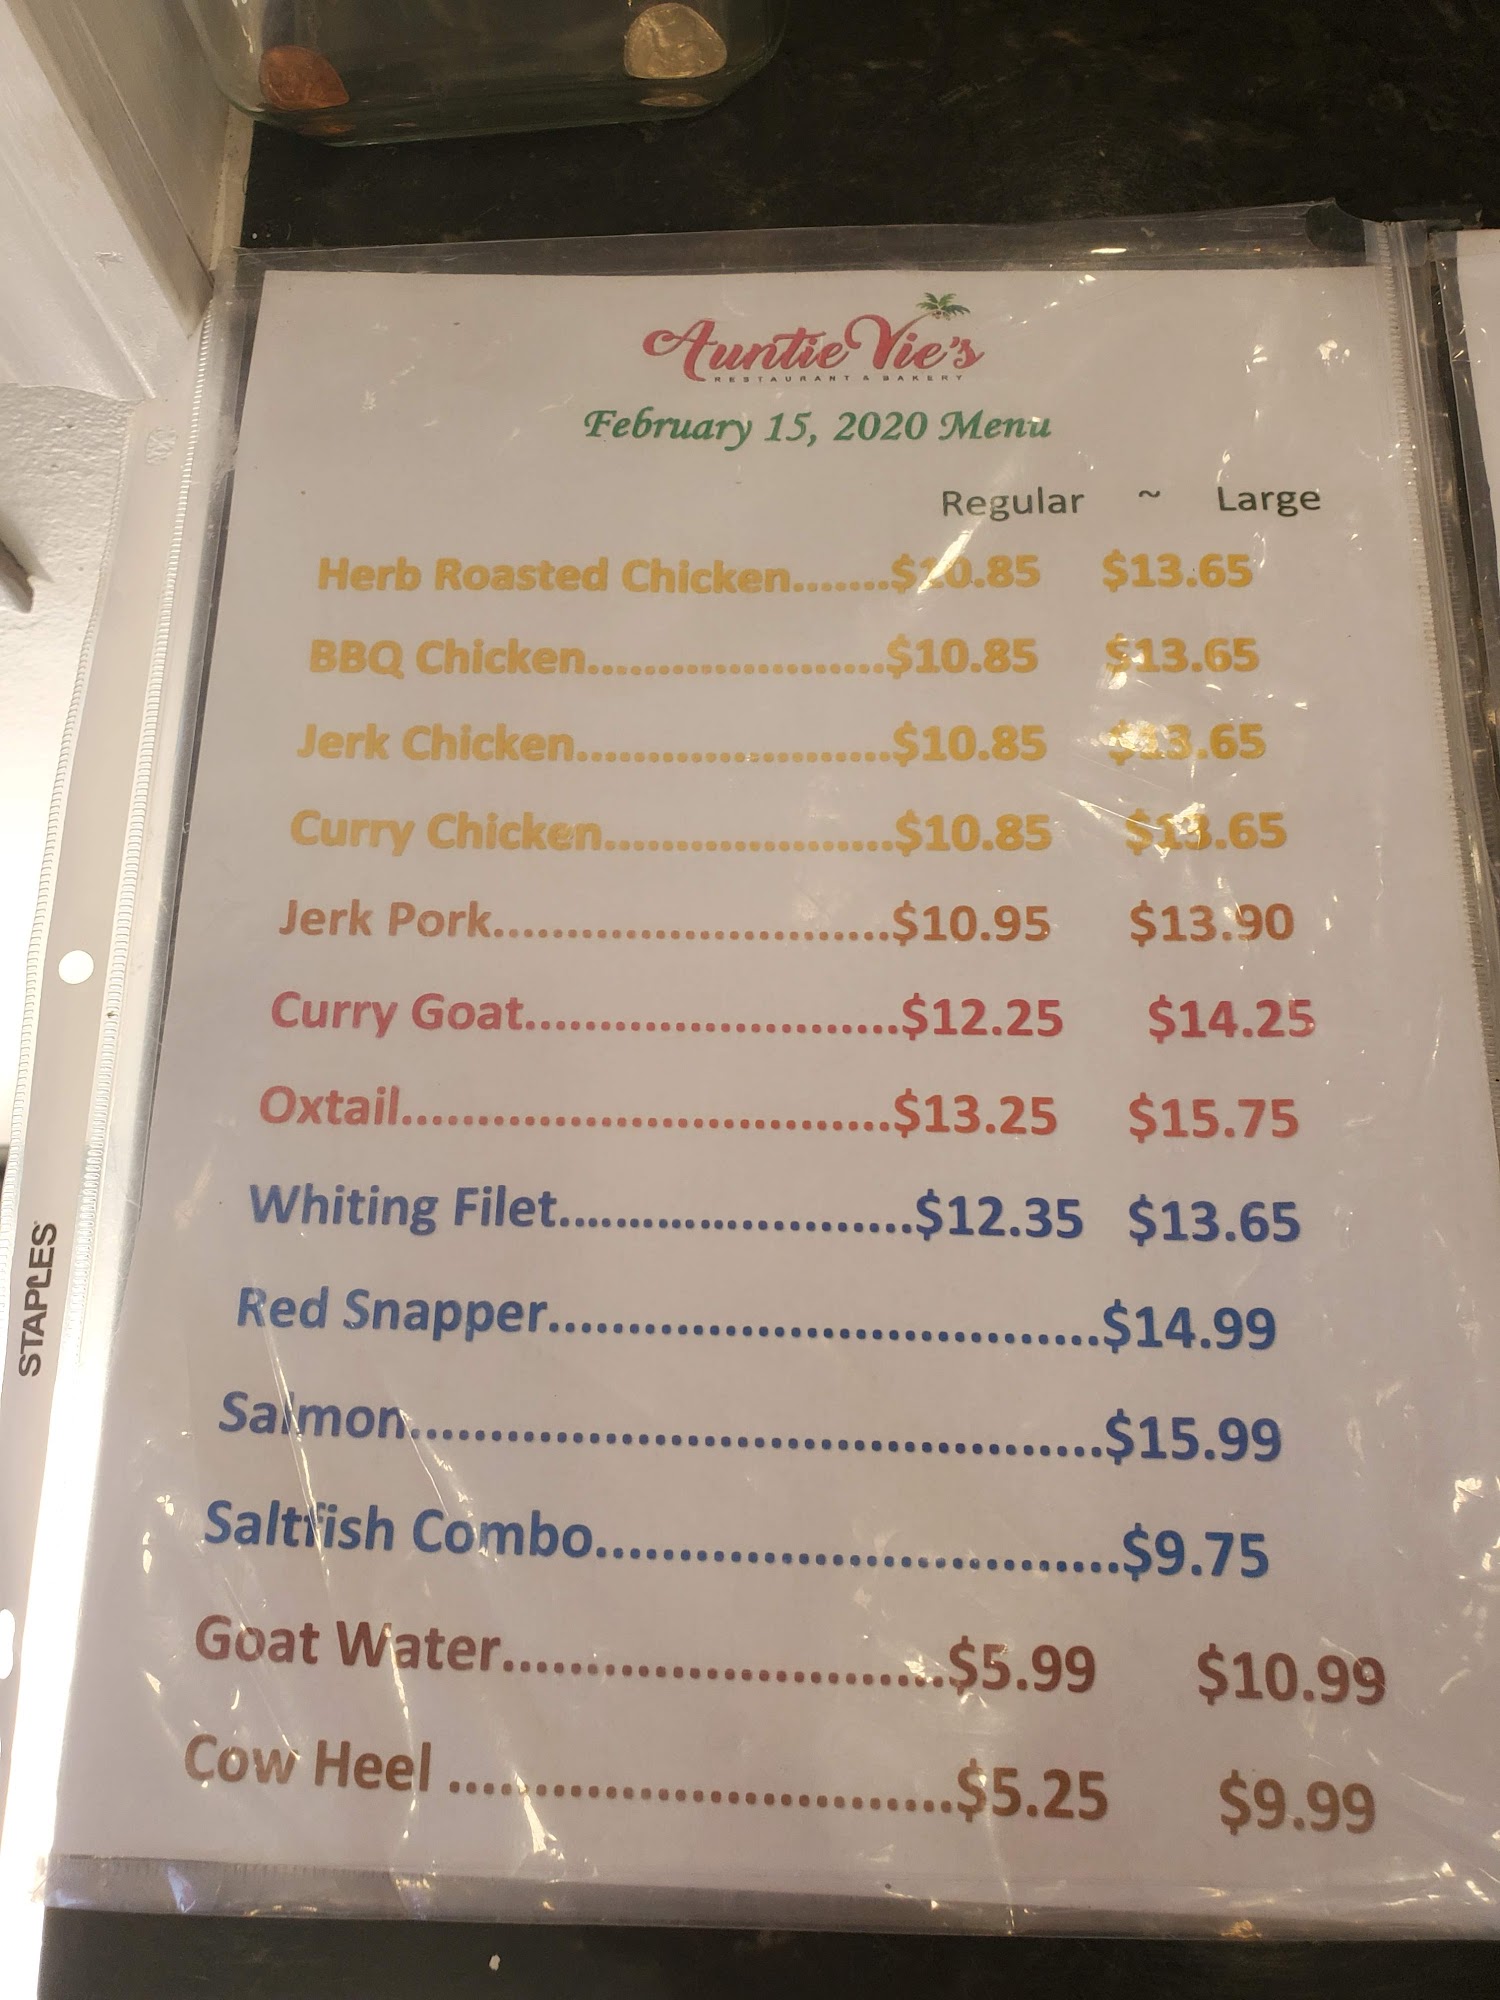 Auntie Vie's
RESTAURANT & BAKERY
February 15, 2020 Menu
Regular ~ Large
Herb Roasted Chicken.......$10.85 $13.65
BBQ Chicken.....................$10.85 $13.65
Jerk Chicken......................$10.85 $13.65
Curry Chicken....................$10.85 $13.65
Jerk Pork............................$10.95 $13.90
Curry Goat.........................$12.25 $14.25
Oxtail................................$13.25 $15.75
Whiting Filet.........................$12.35 $13.65
Red Snapper...................................$14.99
Salmon............................................$15.99
Saltfish Combo.................................$9.75
Goat Water............................$5.99 $10.99
Cow Heel ...............................$5.25 $9.99
STAPLES